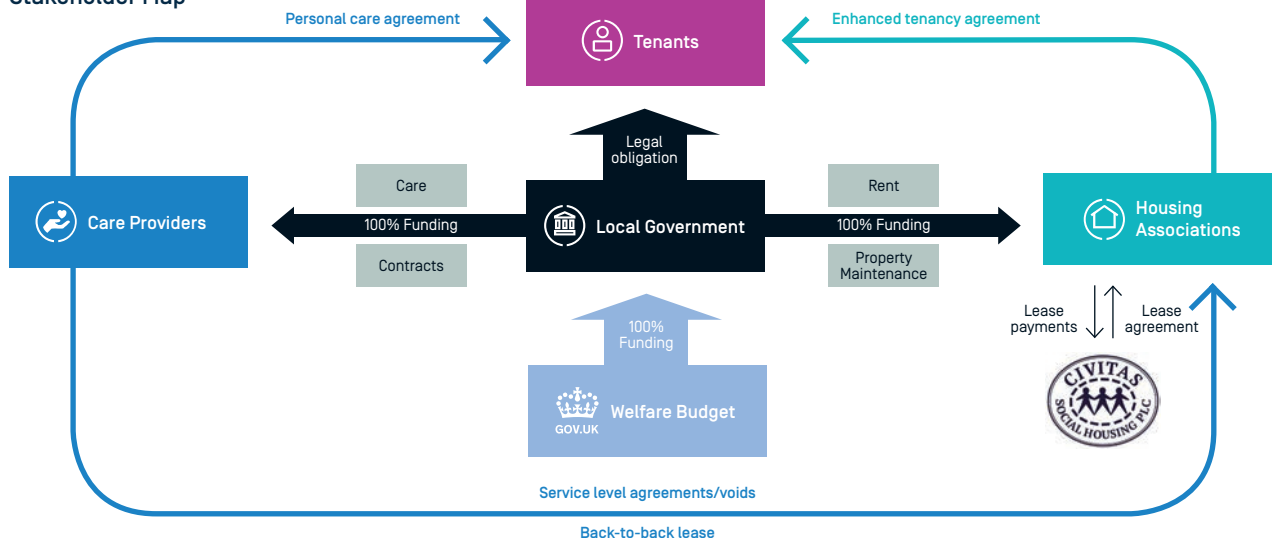 Stakeholder Map
Personal care agreement
Enhanced tenancy agreement
Tenants
Legal
obligation
Care
Rent
Care Providers
100% Funding
Local Government
100% Funding
Housing
Associations
Contracts
Property
Maintenance
Lease
payments
Lease
agreement
100%
Funding
CIVITAS
SOCIAL HOUSING PLC
GOV.UK
Welfare Budget
Service level agreements/voids
Back-to-back lease